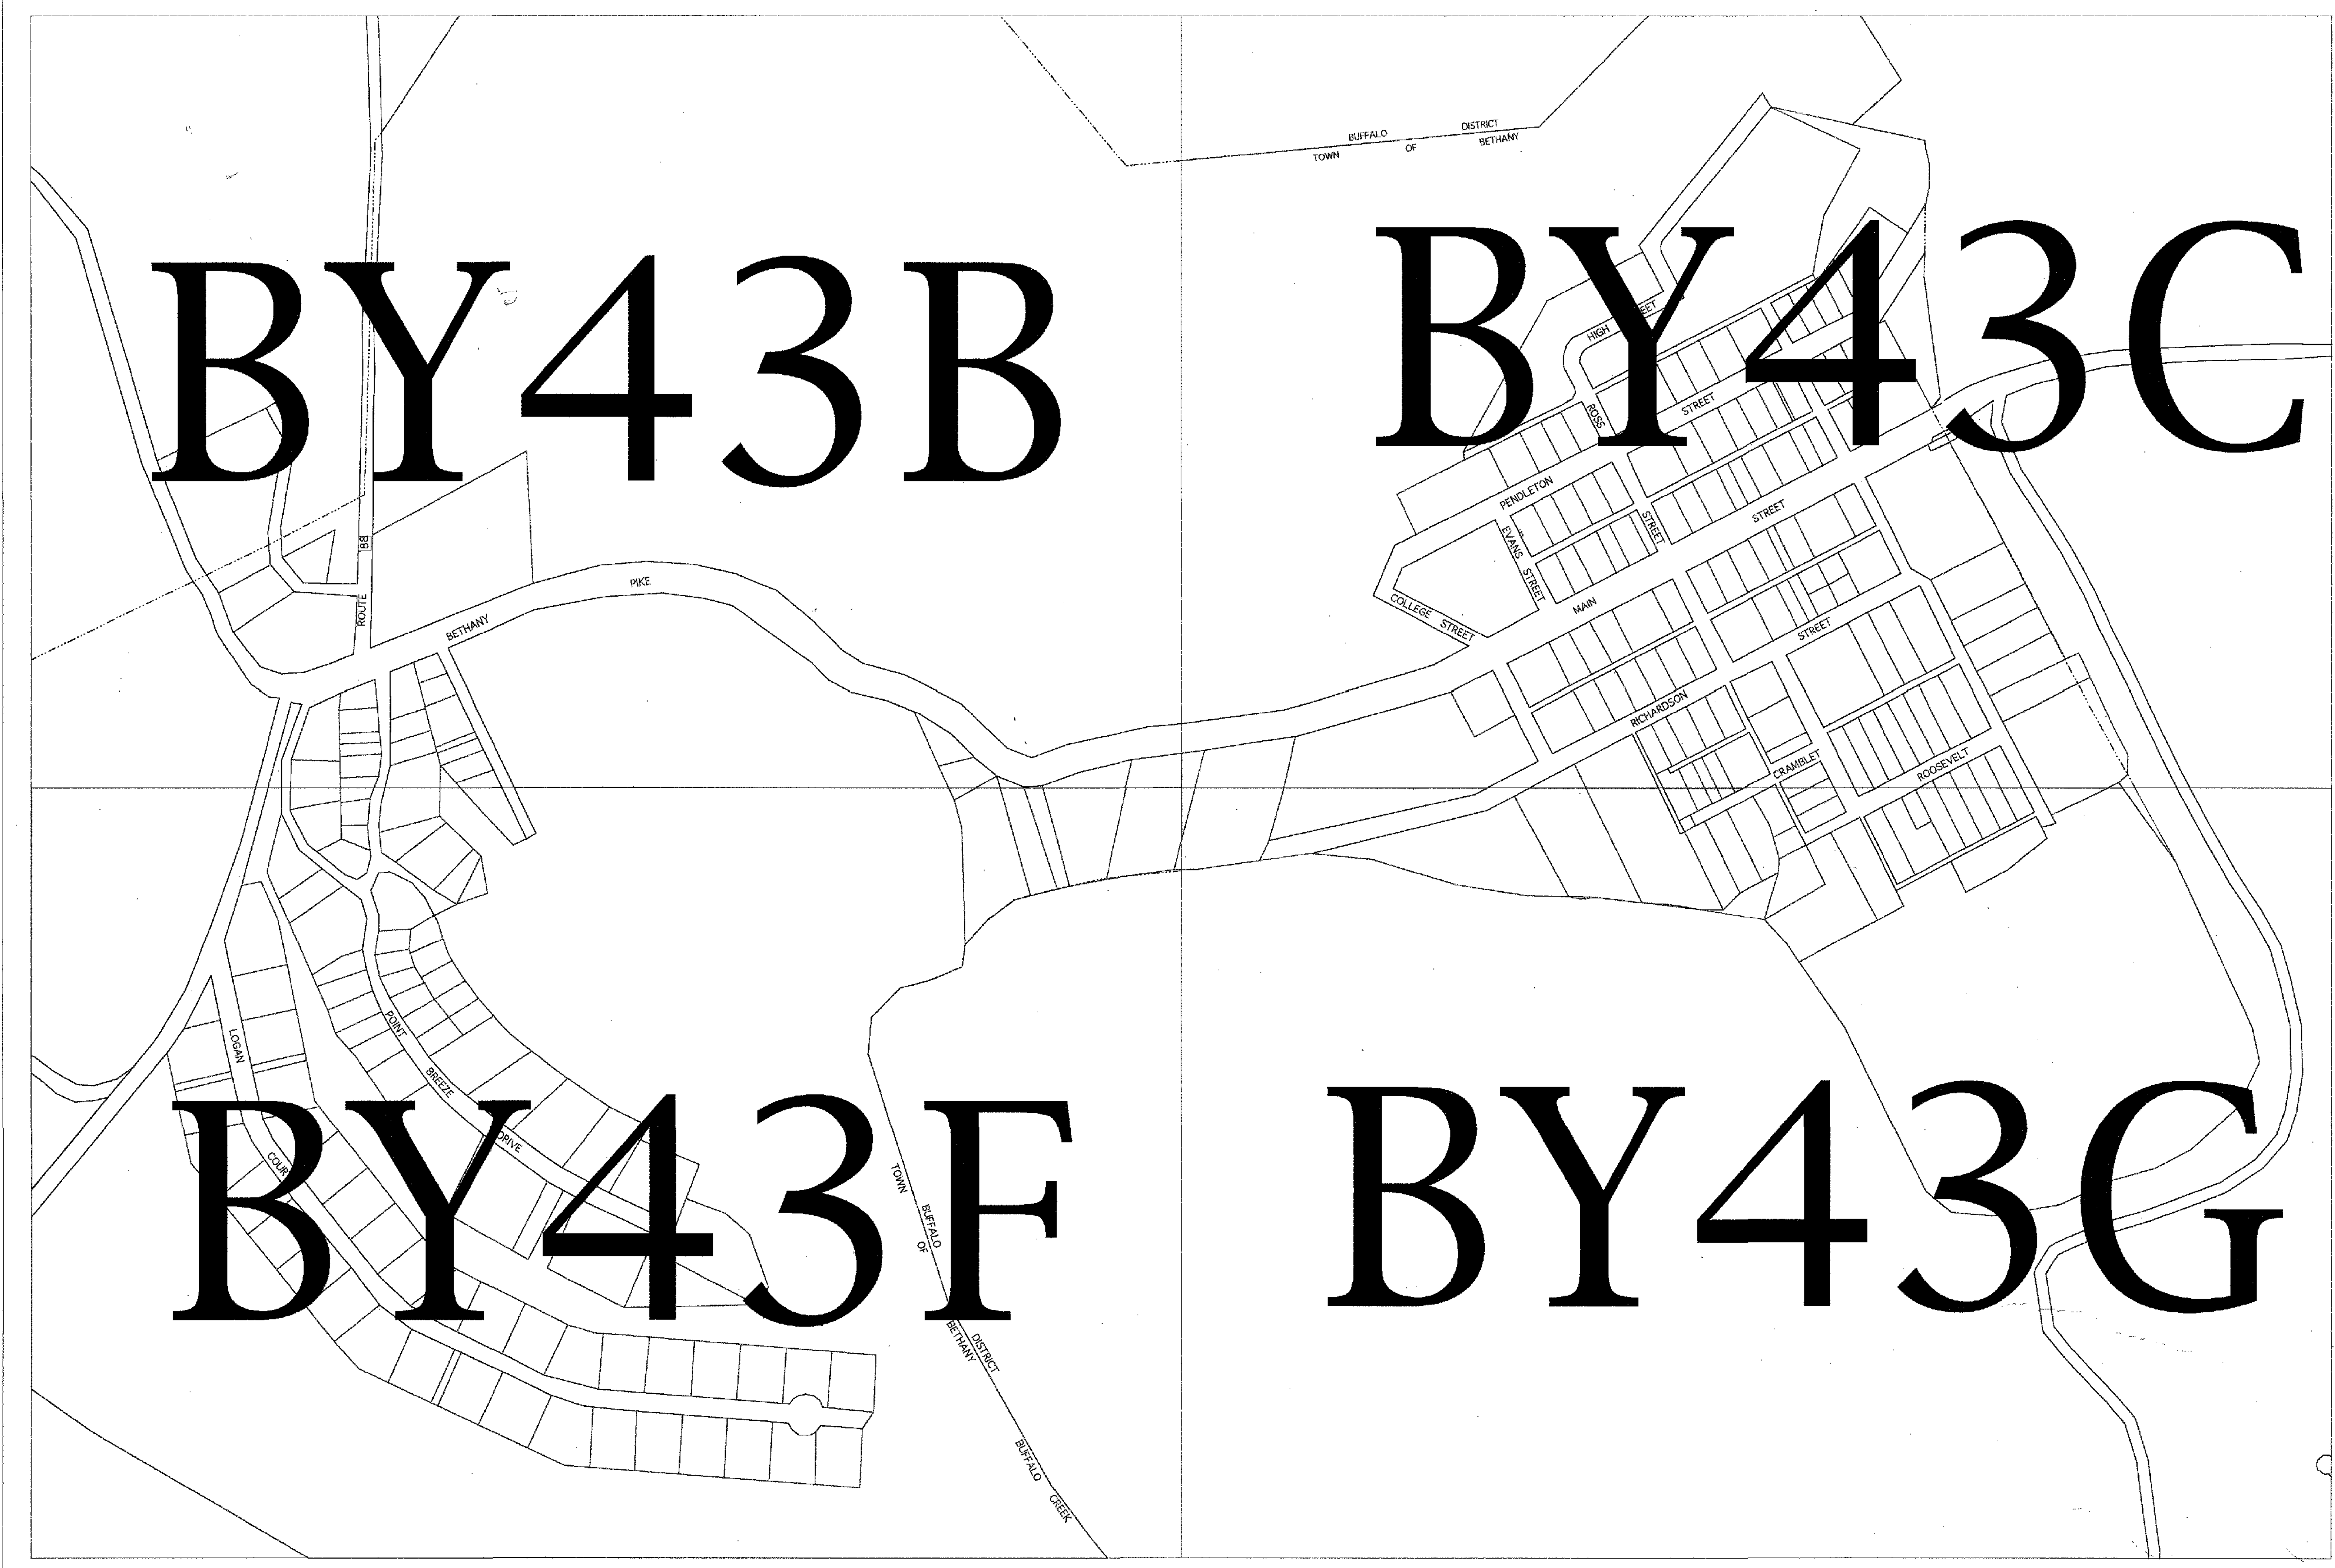 BUFFALO DISTRICT
TOWN OF BETHANY
BY43B
BY43C
HIGH
ROSS
STREET
PENDLETON
STREET
STREET
EVANS STREET
COLLEGE STREET
MAIN
STREET
RICHARDSON
CRAMBLET
ROOSEVELT
88
ROUTE
BETHANY
PIKE
LOGAN
POINT
BREEZE
DRIVE
BY43F
BY43G
TOWN
OF
BETHANY
BUFFALO
DISTRICT
BUFFALO
CREEK